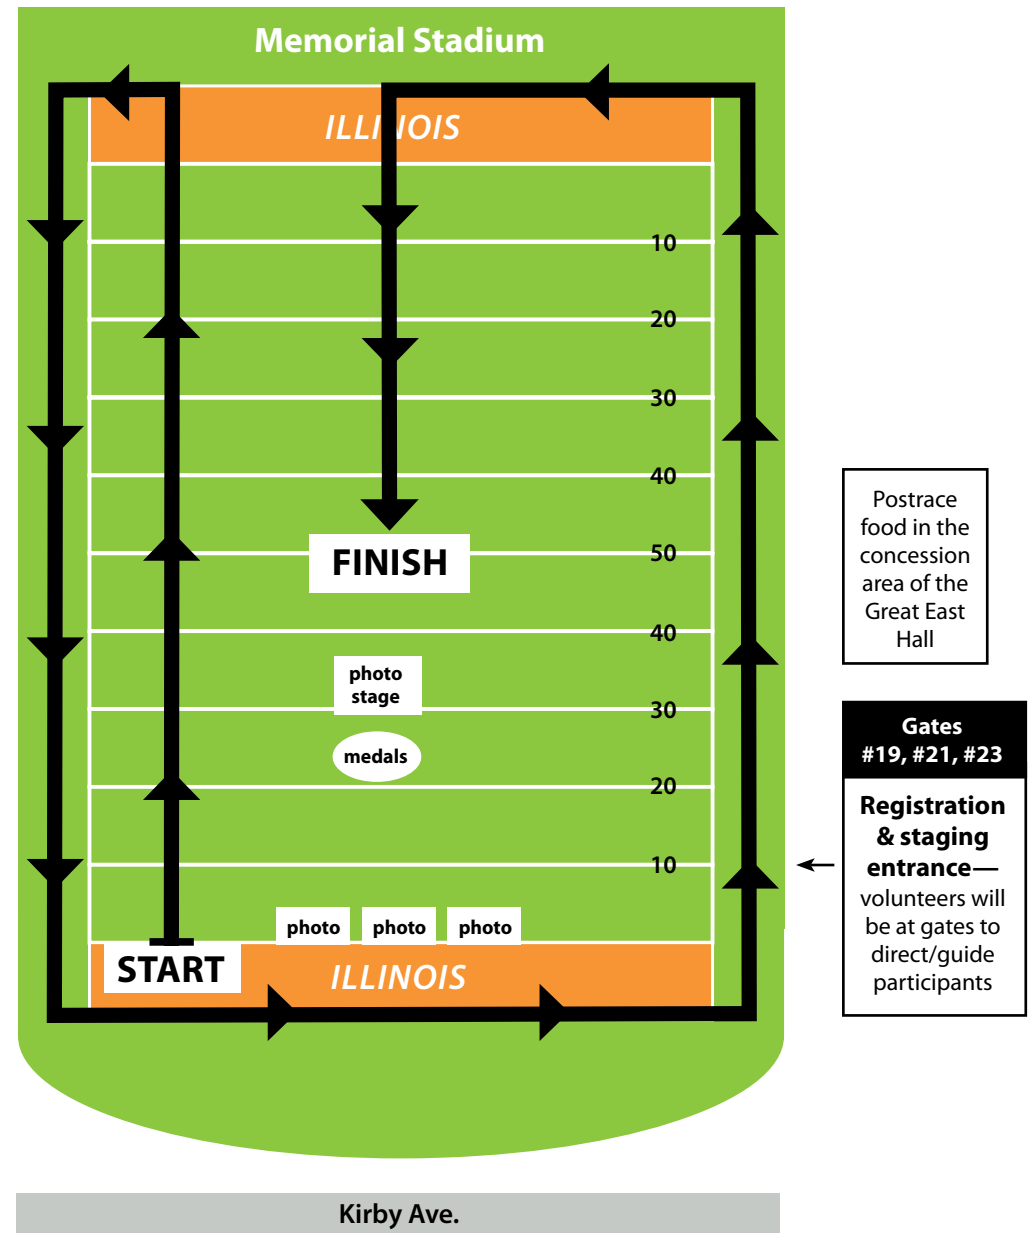 Memorial Stadium
ILLINOIS
10
20
30
40
FINISH
50
40
photo
stage
30
medals
20
10
photo photo photo
START
ILLINOIS
Postrace
food in the
concession
area of the
Great East
Hall
Gates
#19, #21, #23
Registration
& staging
entrance—
volunteers will
be at gates to
direct/guide
participants
Kirby Ave.